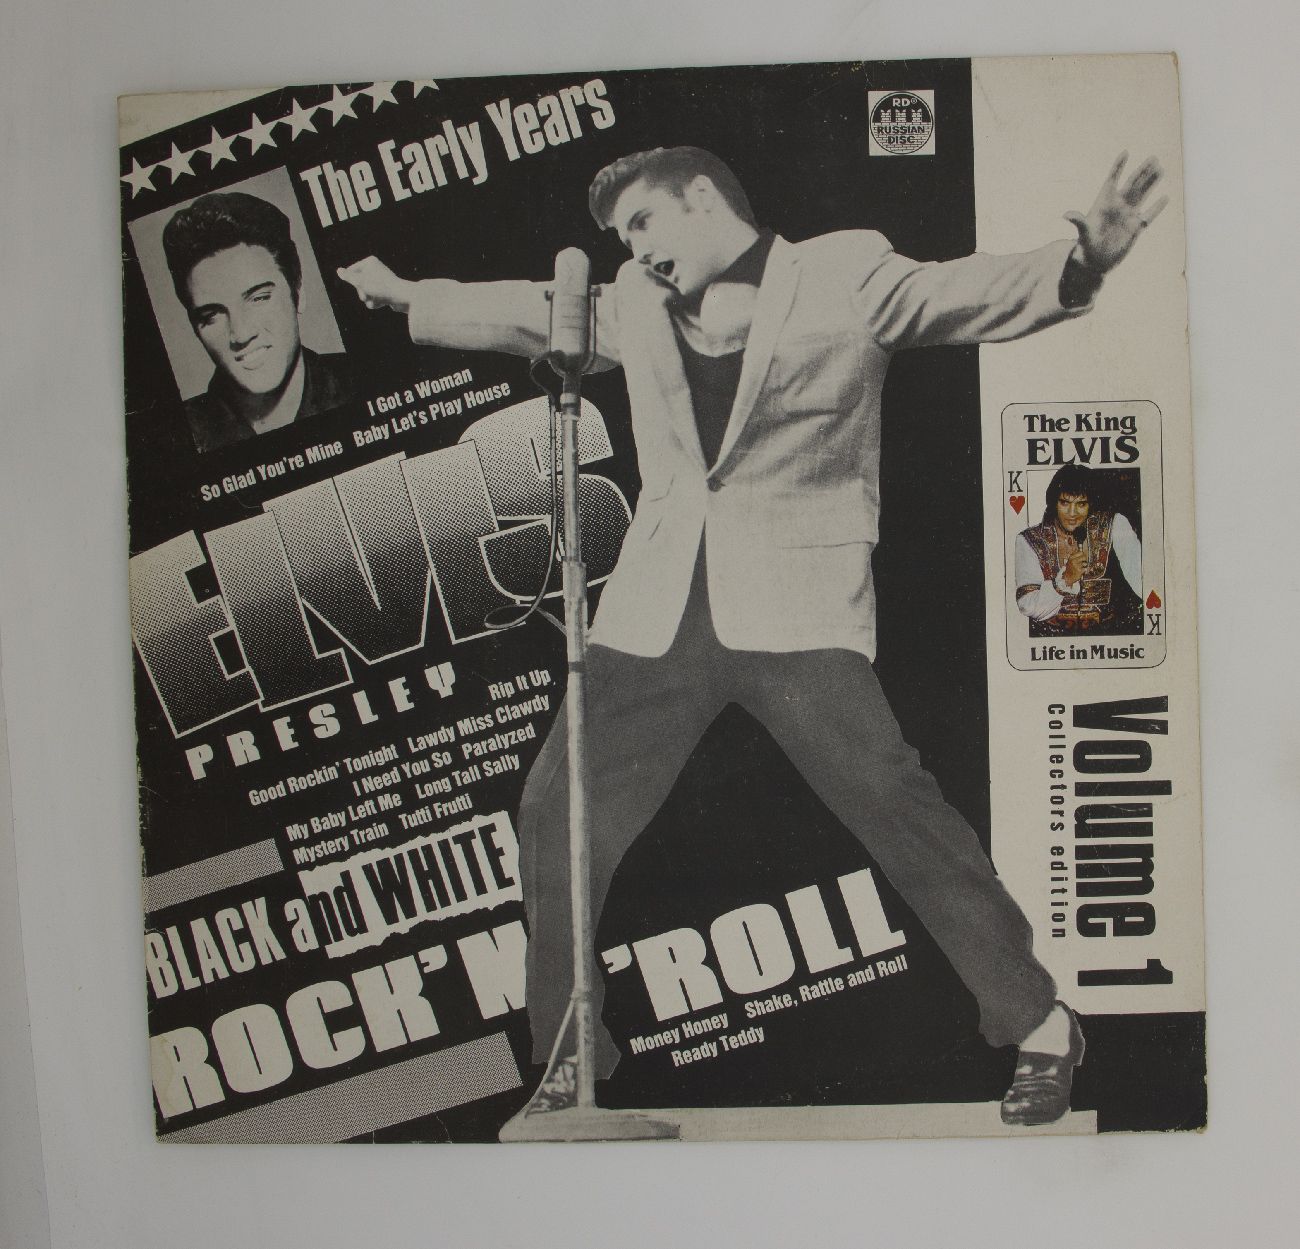 The Early Years
RD®
RUSSIAN
DISC
I Got a Woman
So Glad You're Mine Baby Let's Play House
ELVIS
PRESLEY
Rip It Up
Good Rockin' Tonight Lawdy Miss Clawdy
I Need You So Paralyzed
My Baby Left Me Long Tall Sally
Mystery Train Tutti Frutti
BLACK and WHITE
ROCK'N'ROLL
Money Honey Shake, Rattle and Roll
Ready Teddy
The King
ELVIS
K
K
Life in Music
Volume 1
Collectors edition